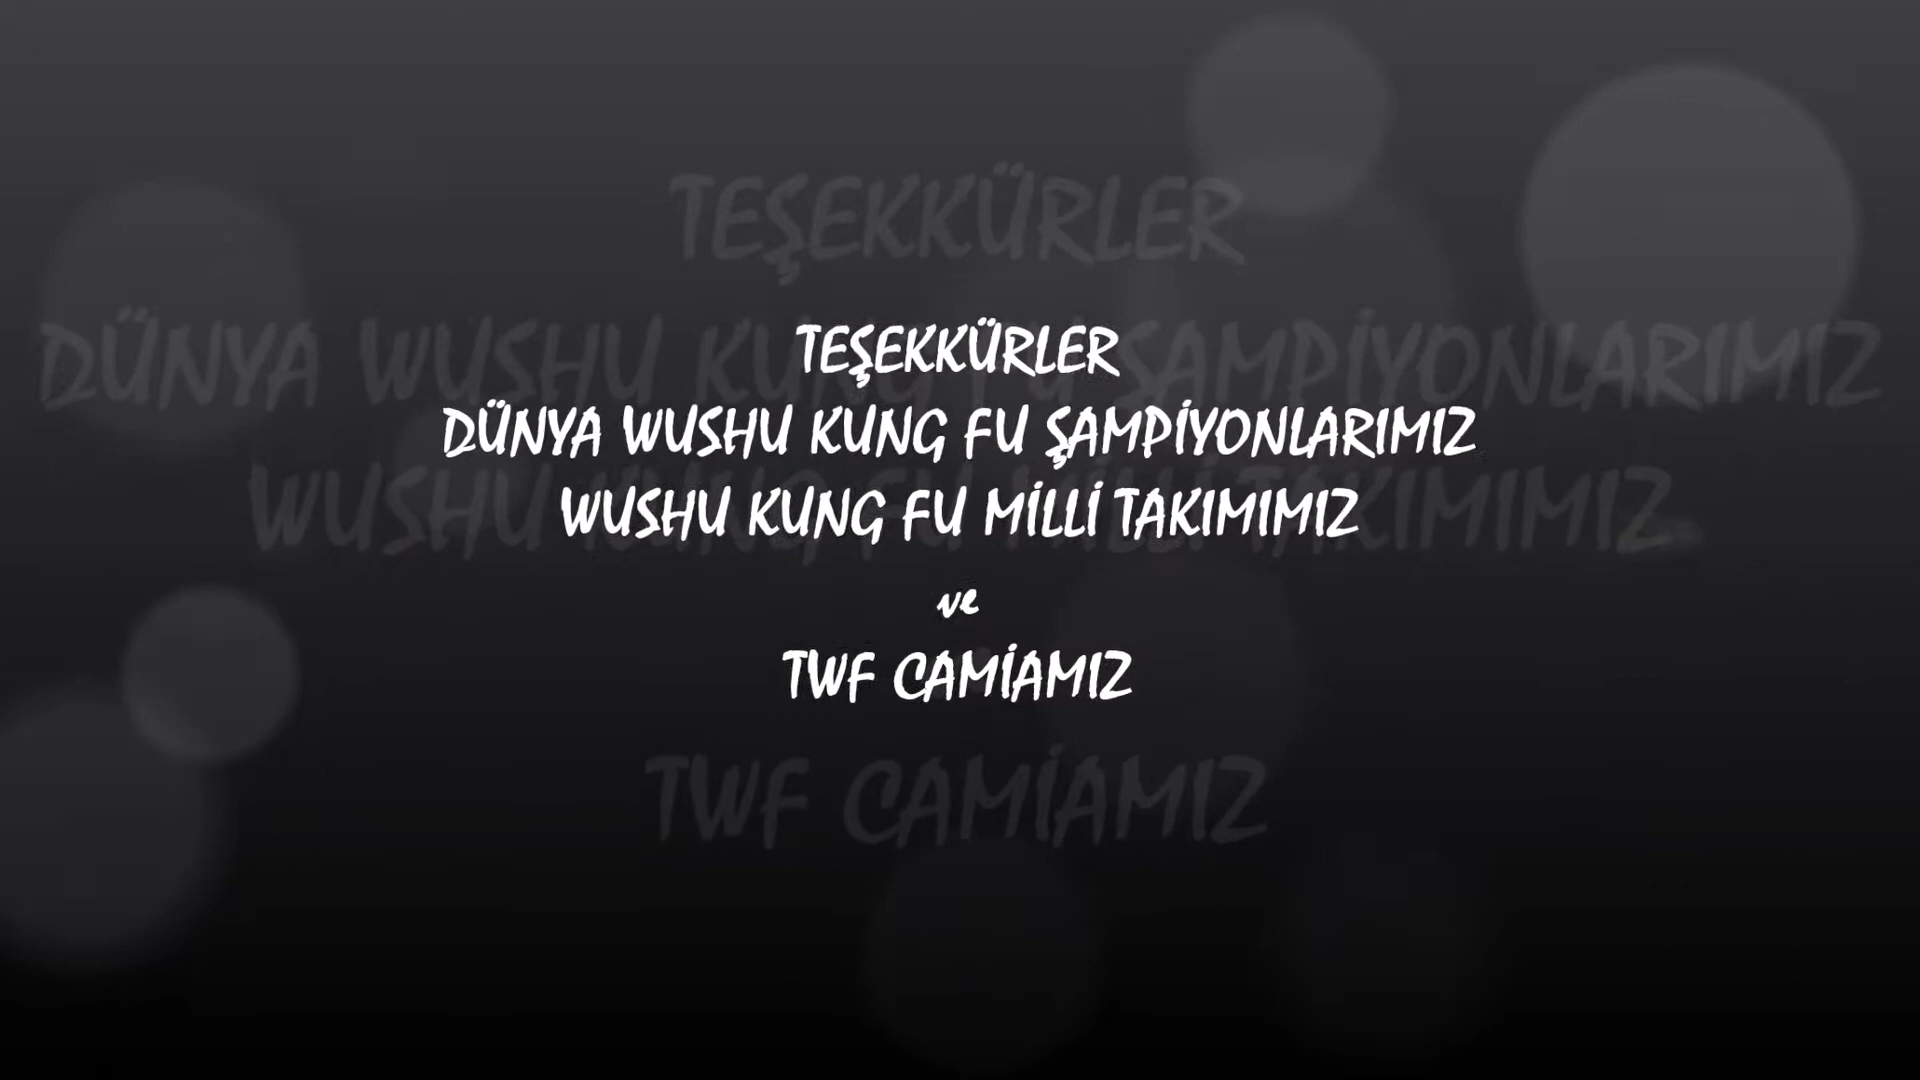 TEŞEKKÜRLER
DÜNYA WUSHU KUNG FU ŞAMPİYONLARIMIZ
WUSHU KUNG FU MİLLİ TAKIMIMIZ
ve
TWF CAMİAMIZ